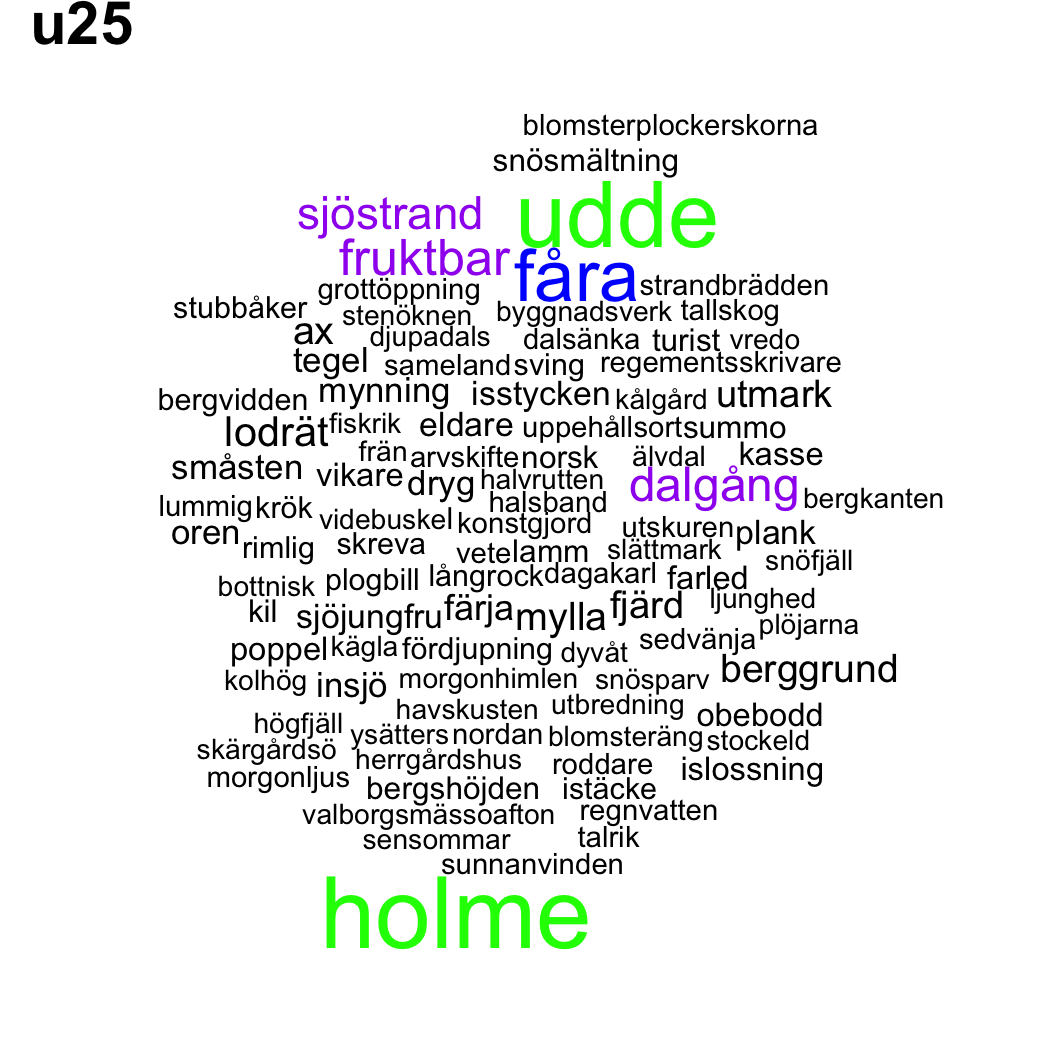 u25
blomsterplockerskorna
snösmältning
sjöstrand udde
fruktbar fåra
grottöppning strandbrädden
stubbåker stenöknen byggnadsverk tallskog
ax djupadals dalsänka turist vredo
tegel sameland sving regementsskrivare
bergvidden mynning isstycken kålgård utmark
lodrät fiskrik eldare uppehållsort summo
från arvskifte norsk älvdal kasse
småsten vikare dryg halvrutten dalgång bergkanten
lummig krök halsband
oren videbuskel konstgjord utskuren plank
rimlig skreva vete lamm slättmark snöfjäll
bottnisk plogbill långrock dagakarl farled
kil sjöjungfru färja mylla fjärd ljunghed
poppel kägla fördjupning dyvåt sedvänja plöjarna
kolhög insjö morgonhimlen snösparv berggrund
högfjäll havskusten utbredning obebodd
skärgårdsö ysätters nordan blomsteräng stockeld
morgonljus herrgårdshus roddare islossning
bergshöjden istäcke
valborgsmässoafton regnvatten
sensommar talrik
sunnanvinden
holme